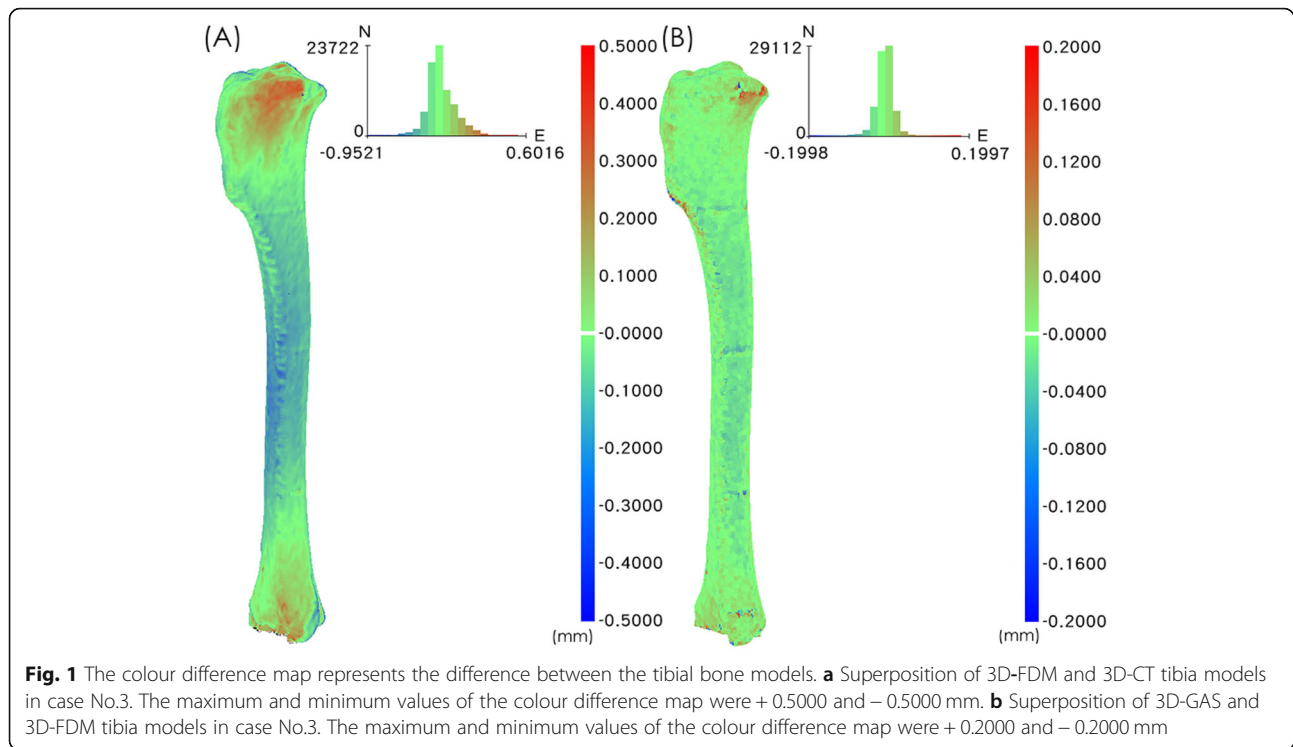 (A)
N
23722
0
E
-0.9521
0.6016
0.5000
0.4000
0.3000
0.2000
0.1000
-0.0000
-0.1000
-0.2000
-0.3000
-0.4000
-0.5000
(mm)
(B)
N
29112
0
E
-0.1998
0.1997
0.2000
0.1600
0.1200
0.0800
0.0400
-0.0000
-0.0400
-0.0800
-0.1200
-0.1600
-0.2000
(mm)
Fig. 1 The colour difference map represents the difference between the tibial bone models. a Superposition of 3D-FDM and 3D-CT tibia models
in case No.3. The maximum and minimum values of the colour difference map were + 0.5000 and − 0.5000 mm. b Superposition of 3D-GAS and
3D-FDM tibia models in case No.3. The maximum and minimum values of the colour difference map were + 0.2000 and − 0.2000 mm